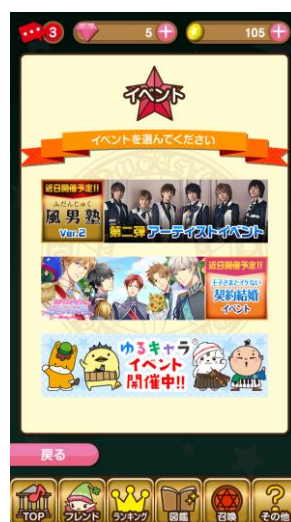 3
5
105
イベント
イベントを選んでください
近日開催予定!!
ふだんじゅく
風男塾
Ver.2
第二弾 アーティストイベント
近日開催予定!!
王子さまとイケない
契約結婚
イベント
ゆるキャラ
イベント
開催中!!
戻る
TOP
フレンド
ランキング
図鑑
召喚
その他